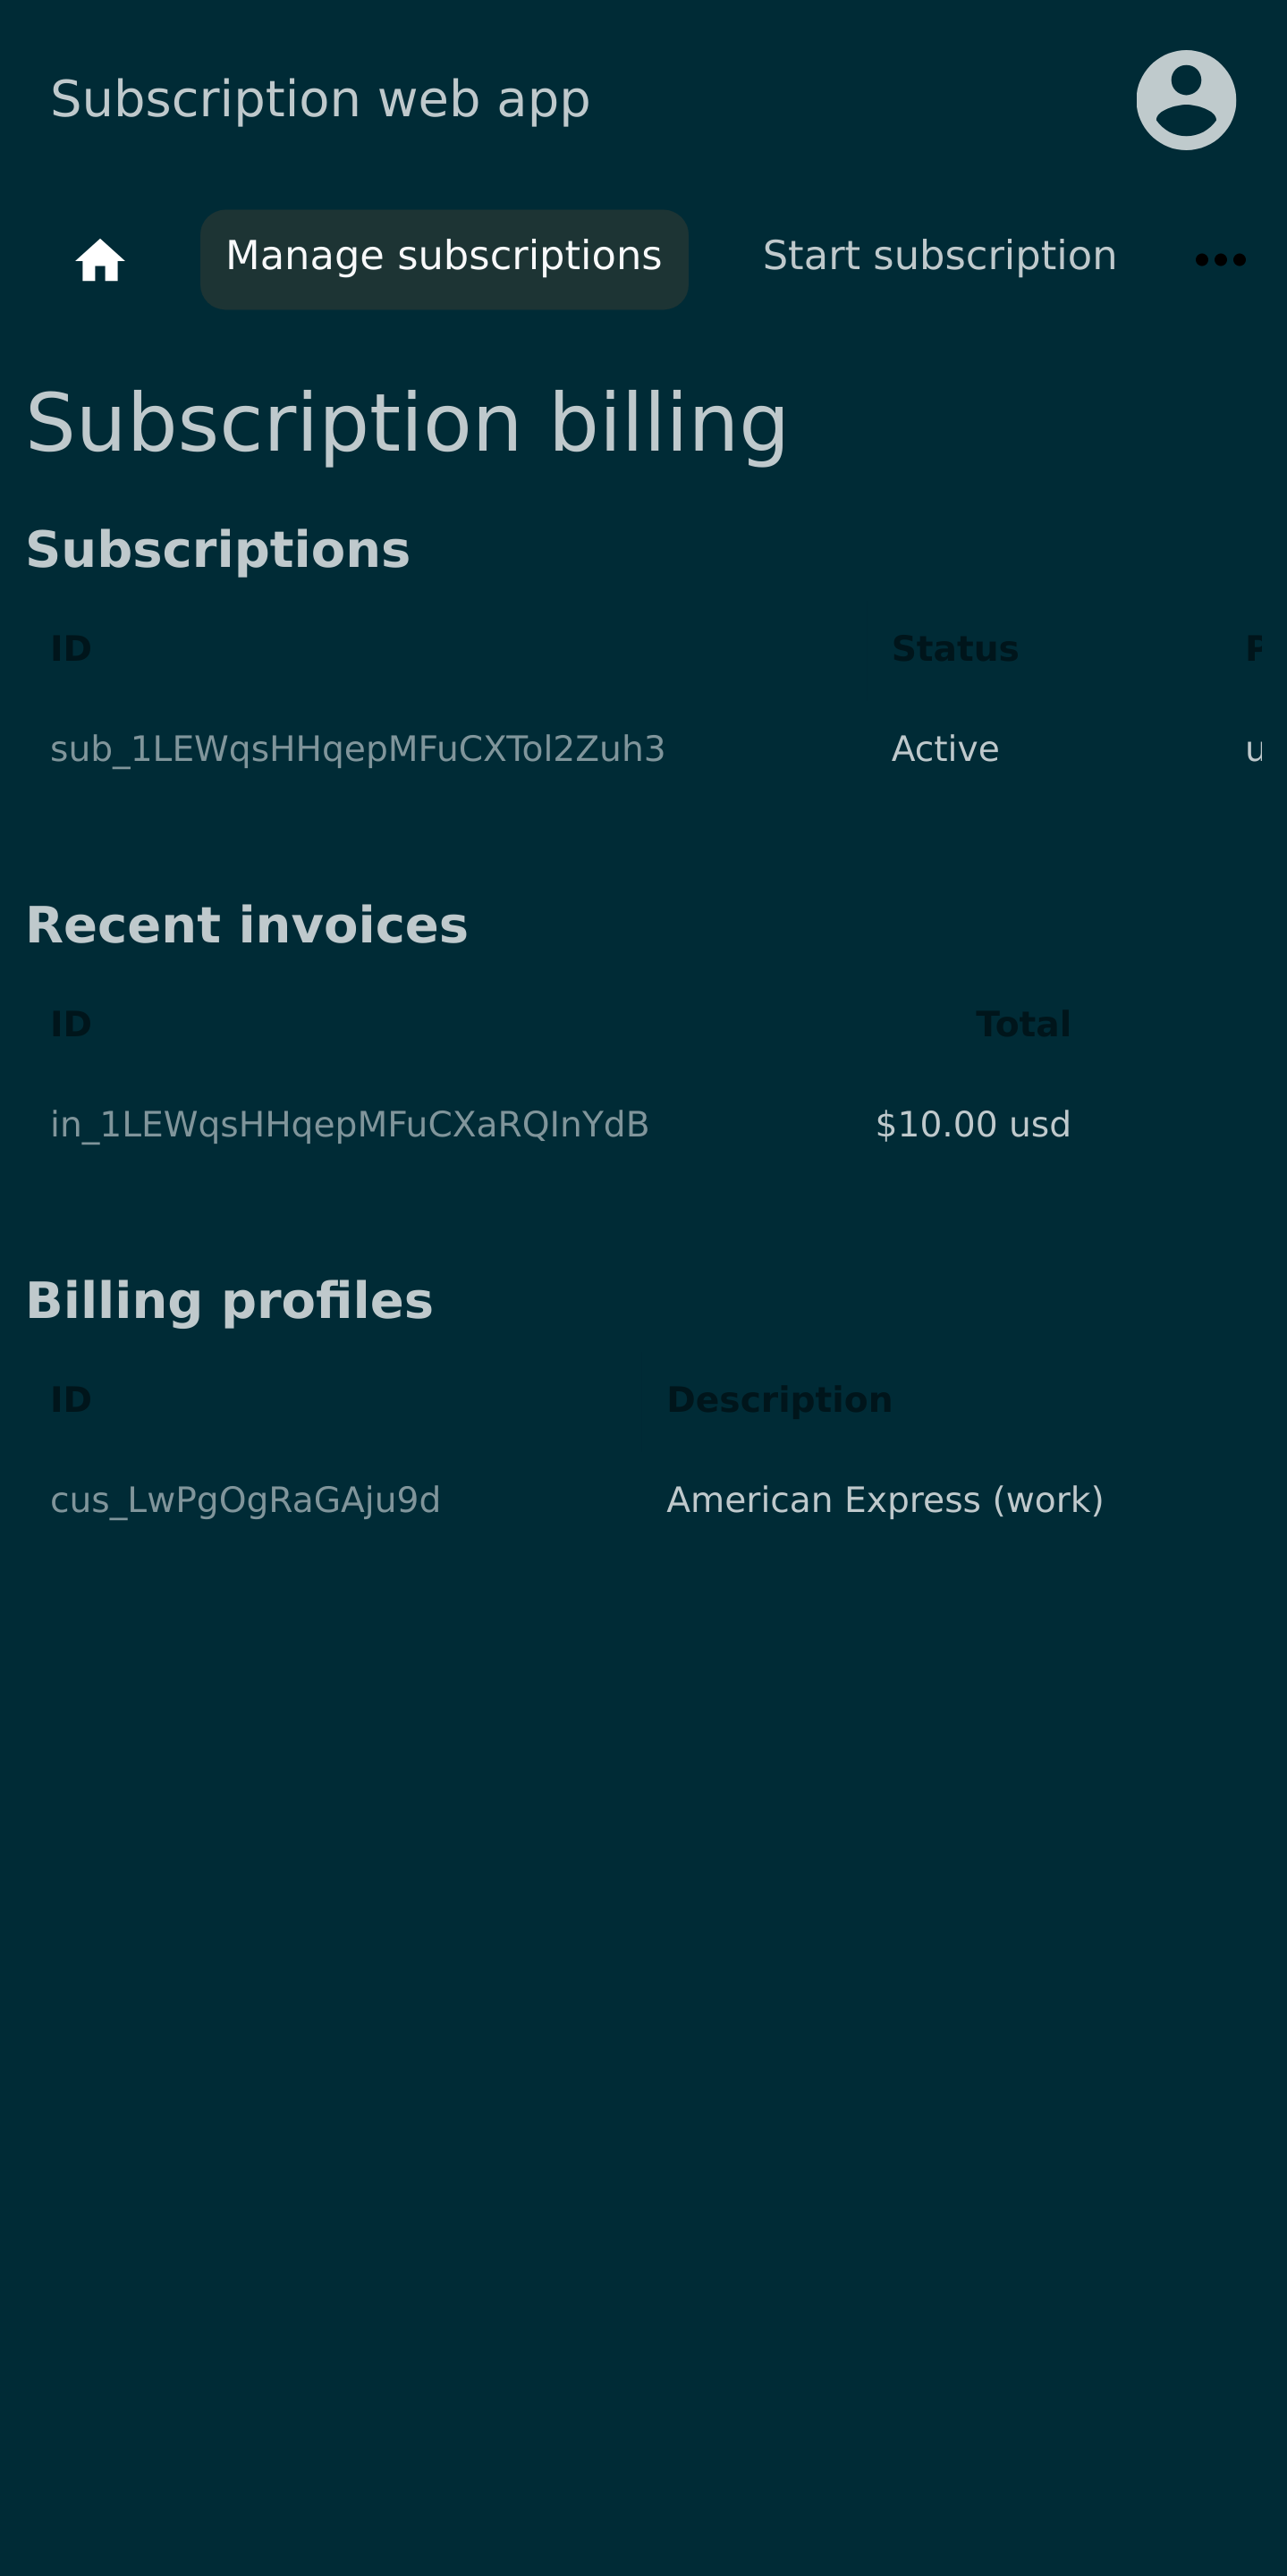 Subscription web app
Manage subscriptions Start subscription
Subscription billing
Subscriptions
ID Status
sub_1LEWqsHHqepMFuCXTol2Zuh3 Active
Recent invoices
ID Total
in_1LEWqsHHqepMFuCXaRQInYdB $10.00 usd
Billing profiles
ID Description
cus_LwPgOgRaGAju9d American Express (work)